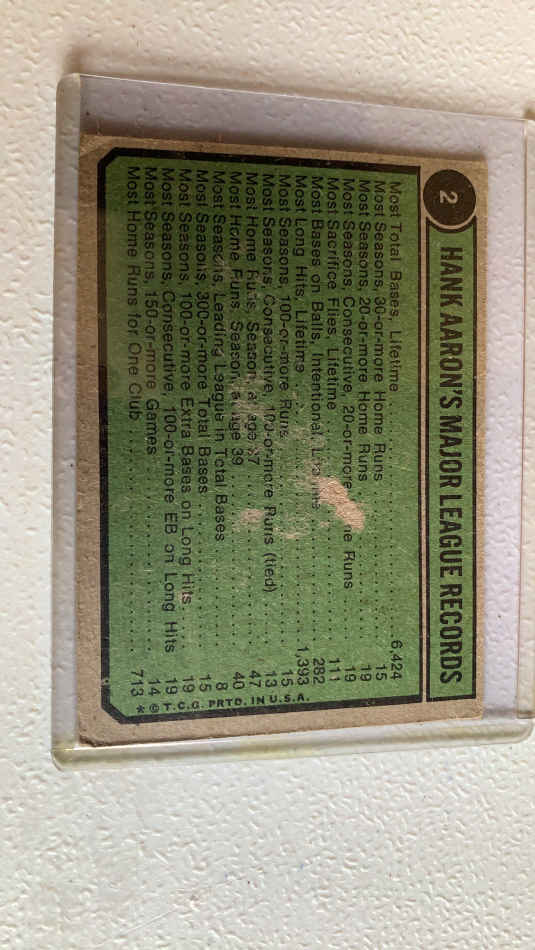 2
HANK AARON'S MAJOR LEAGUE RECORDS
Most Total Bases, Lifetime 6,424
Most Seasons, 30-or-more Home Runs 15
Most Seasons, 20-or-more Home Runs 19
Most Seasons, Consecutive, 20-or-more Runs 19
Most Sacrifice Flies, Lifetime 111
Most Bases on Balls, Intentional, 282
Most Long Hits, Lifetime 1,393
Most Seasons, 100-or-more Runs 15
Most Seasons, Consecutive, 100-or-more Runs (tied) 13
Most Home Runs, Season 47
Most Home Runs, Season 39 40
Most Seasons, Leading League in Total Bases 8
Most Seasons, 300-or-more Total Bases 15
Most Seasons, 100-or-more Extra Bases on Long Hits 19
Most Seasons, Consecutive, 100-or-more EB on Long Hits 19
Most Seasons, 150-or-more Games 14
Most Home Runs for One Club 713
* © T.C.G. PRTD. IN U.S.A.